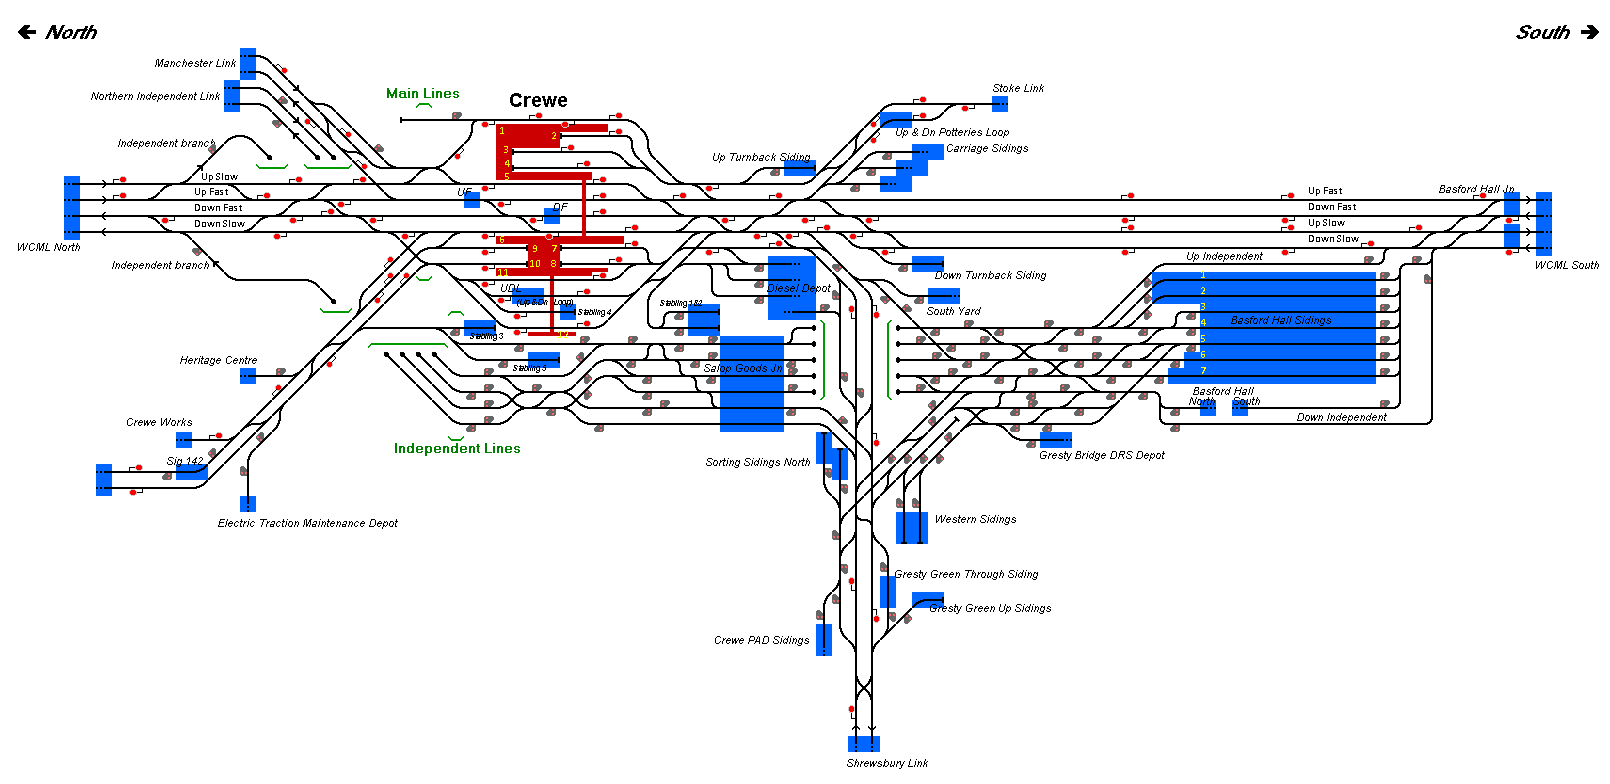 North
South
Manchester Link
Northern Independent Link
Main Lines
Crewe
Stoke Link
Up & Dn Potteries Loop
Independent branch
Carriage Sidings
Up Turnback Siding
1
2
3
4
5
Up Slow
Up Fast
Down Fast
Down Slow
UF
DF
Up Fast
Down Fast
Up Slow
Down Slow
Basford Hall Jn
WCML North
WCML South
6
9
7
10
8
11
Independent branch
Up Independent
Down Turnback Siding
UDL
(Up & Dn Loop)
Diesel Depot
South Yard
Stabling 4
Stabling 1&2
Stabling 3
12
1
2
3
4
5
6
7
Basford Hall Sidings
Heritage Centre
Stabling 5
Salop Goods Jn
Basford Hall
North
South
Down Independent
Crewe Works
Independent Lines
Sig 142
Sorting Sidings North
Gresty Bridge DRS Depot
Electric Traction Maintenance Depot
Western Sidings
Gresty Green Through Siding
Gresty Green Up Sidings
Crewe PAD Sidings
Shrewsbury Link